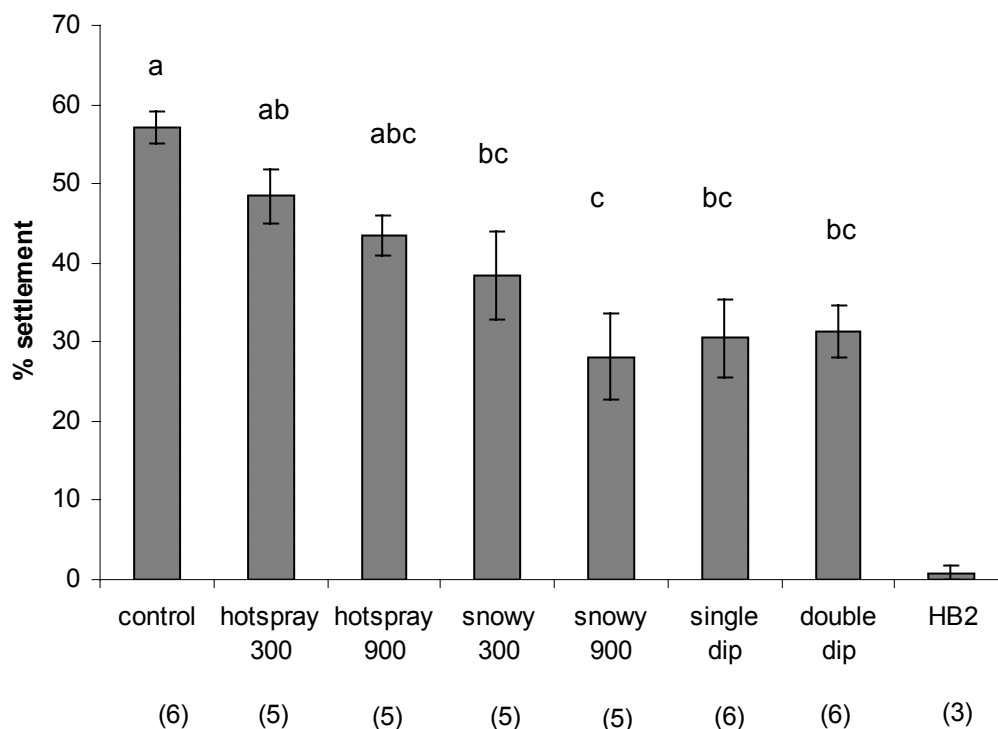 70
60
50
40
30
20
10
0
% settlement
a
ab
abc
bc
c
bc
bc
control
hotspray
300
hotspray
900
snowy
300
snowy
900
single
dip
double
dip
HB2
(6) (5) (5) (5) (5) (6) (6) (3)